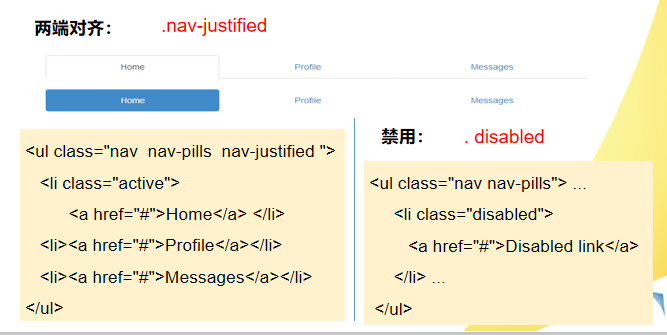 两端对齐： .nav-justified
Home Profile Messages
Home Profile Messages
<ul class="nav nav-pills nav-justified ">
<li class="active">
<a href="#">Home</a> </li>
<li><a href="#">Profile</a></li>
<li><a href="#">Messages</a></li>
</ul>
禁用： . disabled
<ul class="nav nav-pills"> ...
<li class="disabled">
<a href="#">Disabled link</a>
</li> ...
</ul>